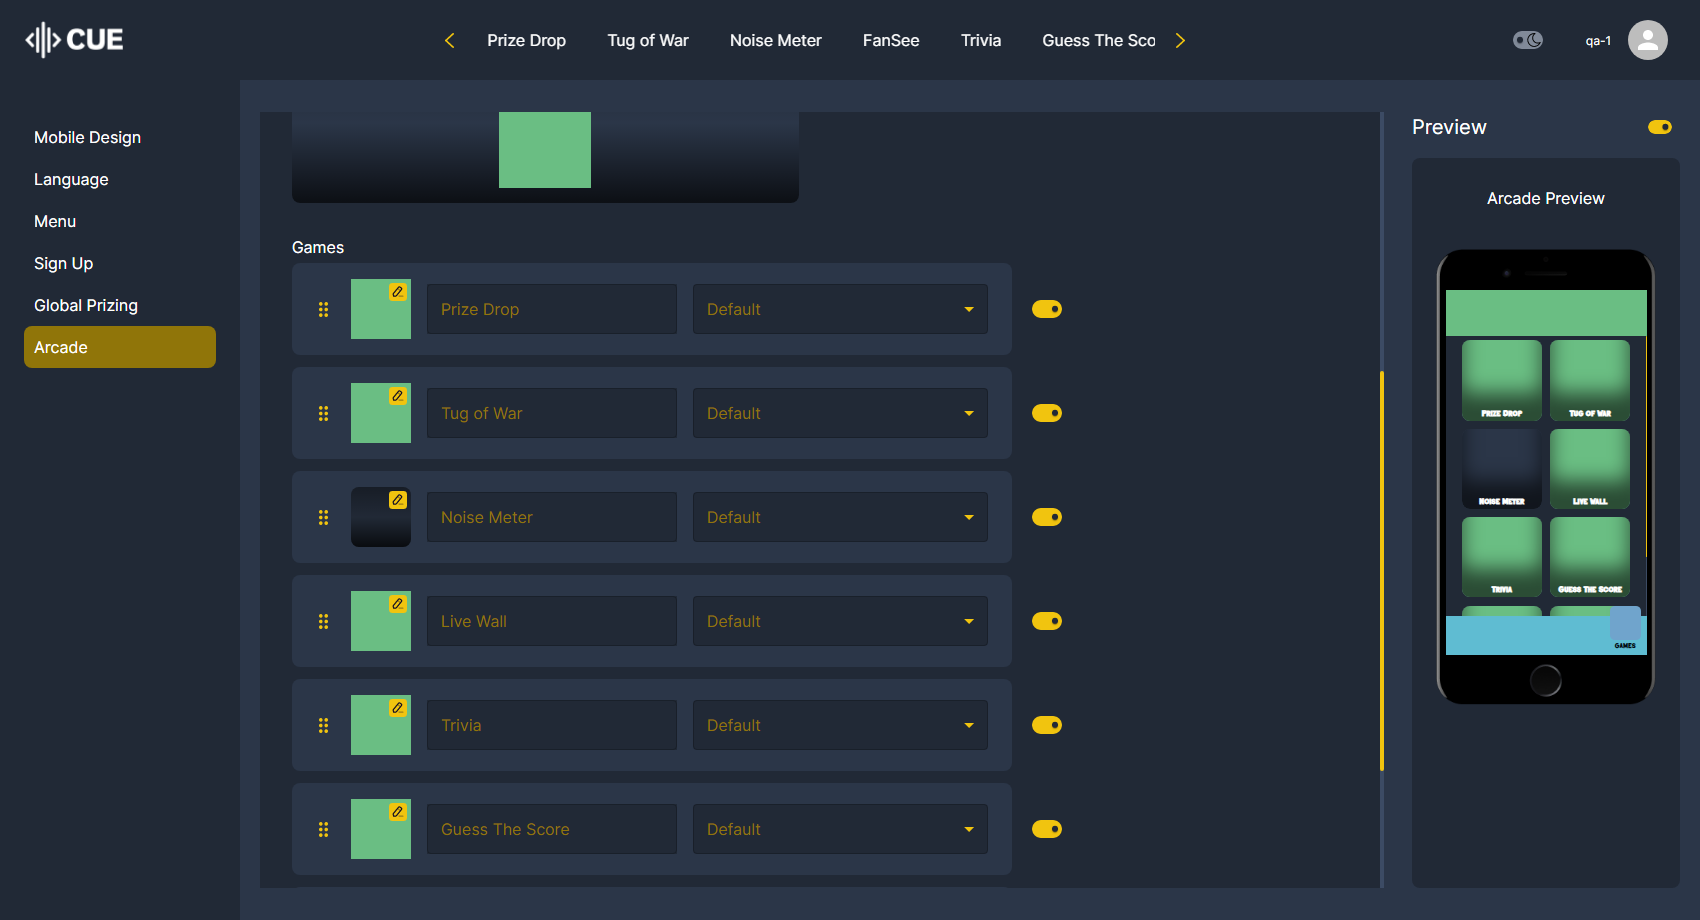 CUE
Prize Drop
Tug of War
Noise Meter
FanSee
Trivia
Guess The Sco
qa-1
Mobile Design
Language
Menu
Sign Up
Global Prizing
Arcade
Games
Prize Drop
Default
Tug of War
Default
Noise Meter
Default
Live Wall
Default
Trivia
Default
Guess The Score
Default
Preview
Arcade Preview
Prize Drop
Tug of War
Noise Meter
Live Wall
Trivia
Guess The Score
Games